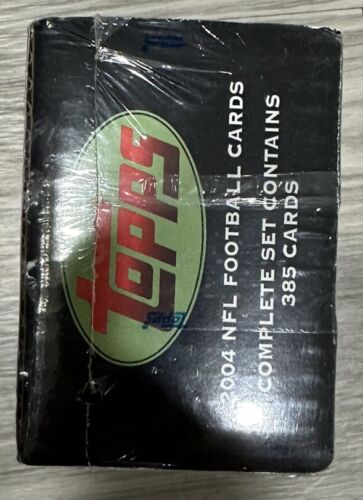 Topps
2004 NFL FOOTBALL CARDS
COMPLETE SET CONTAINS
385 CARDS